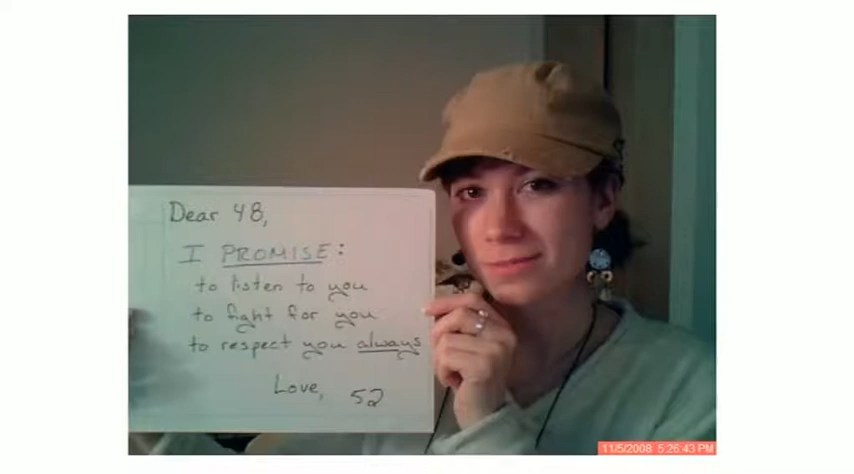 Dear 48,
I PROMISE:
to listen to you
to fight for you
to respect you always
Love,
52
11/5/2008 5:26:43 PM